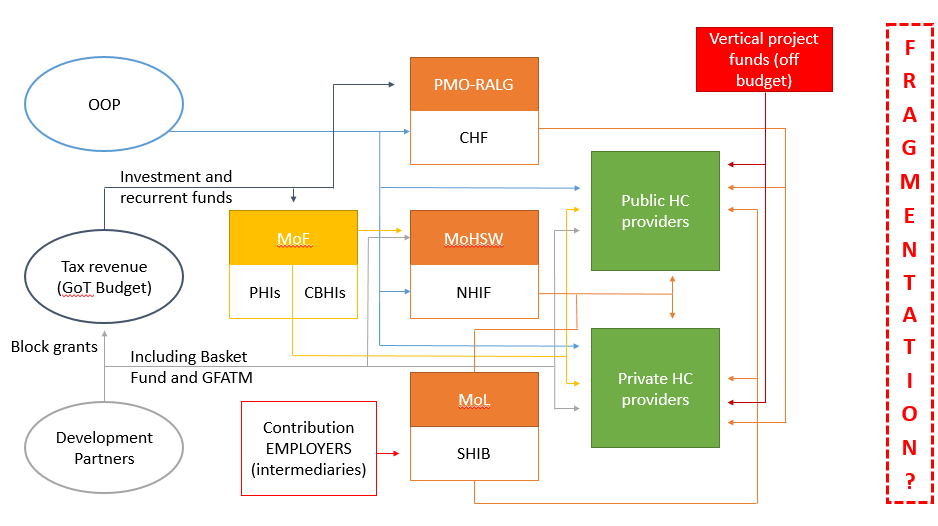 OOP
Tax revenue
(GoT Budget)
Block grants
Development
Partners
Investment and
recurrent funds
MoF
PHIs
CBHIs
Including Basket
Fund and GFATM
Contribution
EMPLOYERS
(intermediaries)
PMO-RALG
CHF
MoHSW
NHIF
MoL
SHIB
Public HC
providers
Private HC
providers
Vertical project
funds (off
budget)
F
R
A
G
M
E
N
T
A
T
I
O
N
?